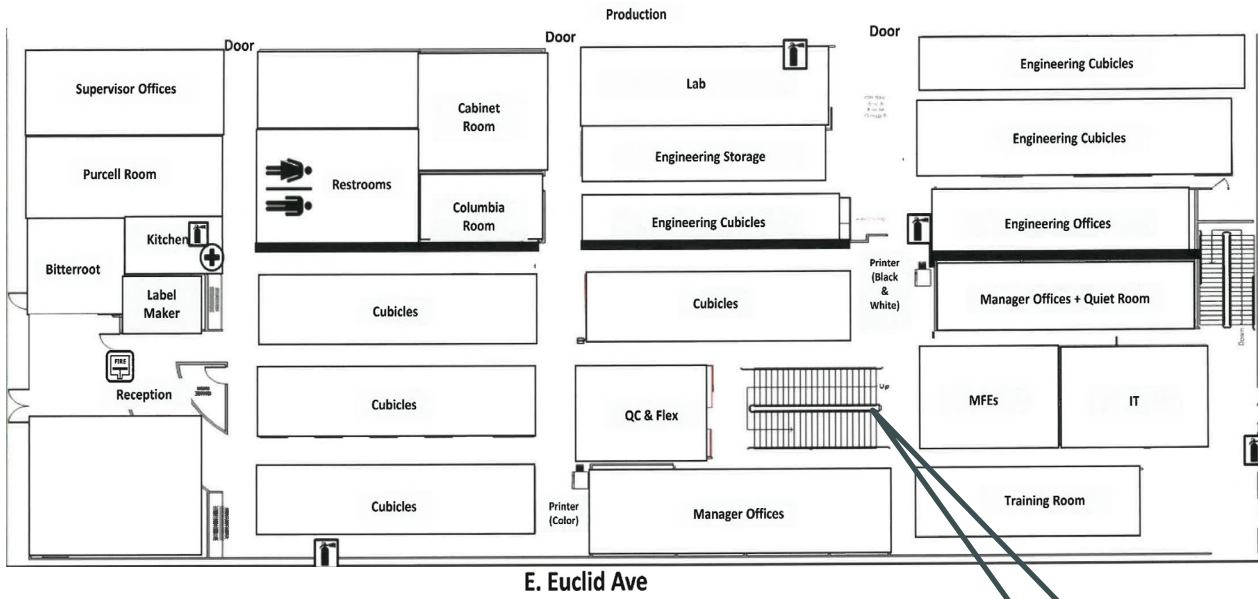 Production
Door
Door
Door
Supervisor Offices
Cabinet
Room
Lab
Engineering Cubicles
Purcell Room
Restrooms
Engineering Storage
Engineering Cubicles
Columbia
Room
Engineering Cubicles
Engineering Offices
Kitchen
Bitterroot
Label
Maker
Cubicles
Cubicles
Printer
(Black
&
White)
Manager Offices + Quiet Room
Down
FIRE
Reception
Cubicles
QC & Flex
Up
MFEs
IT
Cubicles
Printer
(Color)
Manager Offices
Training Room
E. Euclid Ave